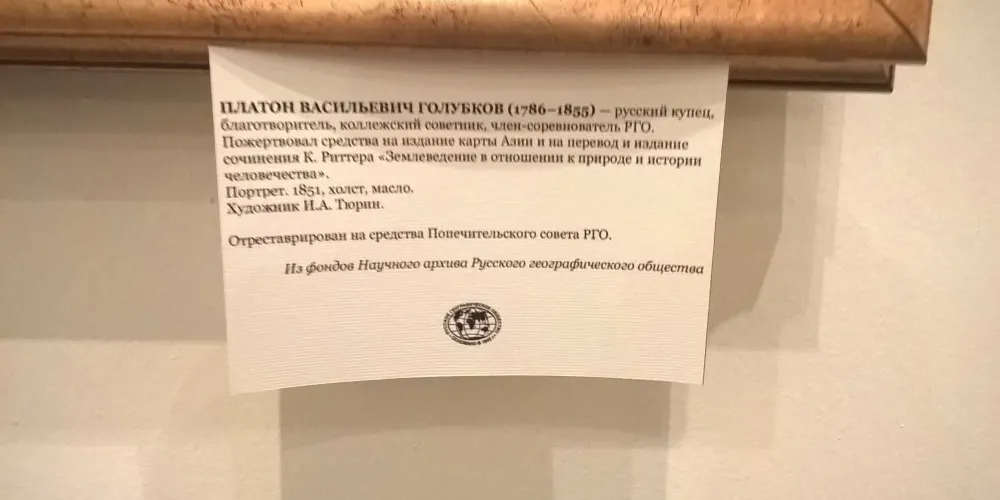 ПЛАТОН ВАСИЛЬЕВИЧ ГОЛУБКОВ (1786–1855) — русский купец,
благотворитель, коллежский советник, член-соревнователь РГО.
Пожертвовал средства на издание карты Азии и на перевод и издание
сочинения К. Риттера «Землеведение в отношении к природе и истории
человечества».
Портрет. 1851, холст, масло.
Художник И.А. Тюрин.
Отреставрирован на средства Попечительского совета РГО.
Из фондов Научного архива Русского географического общества